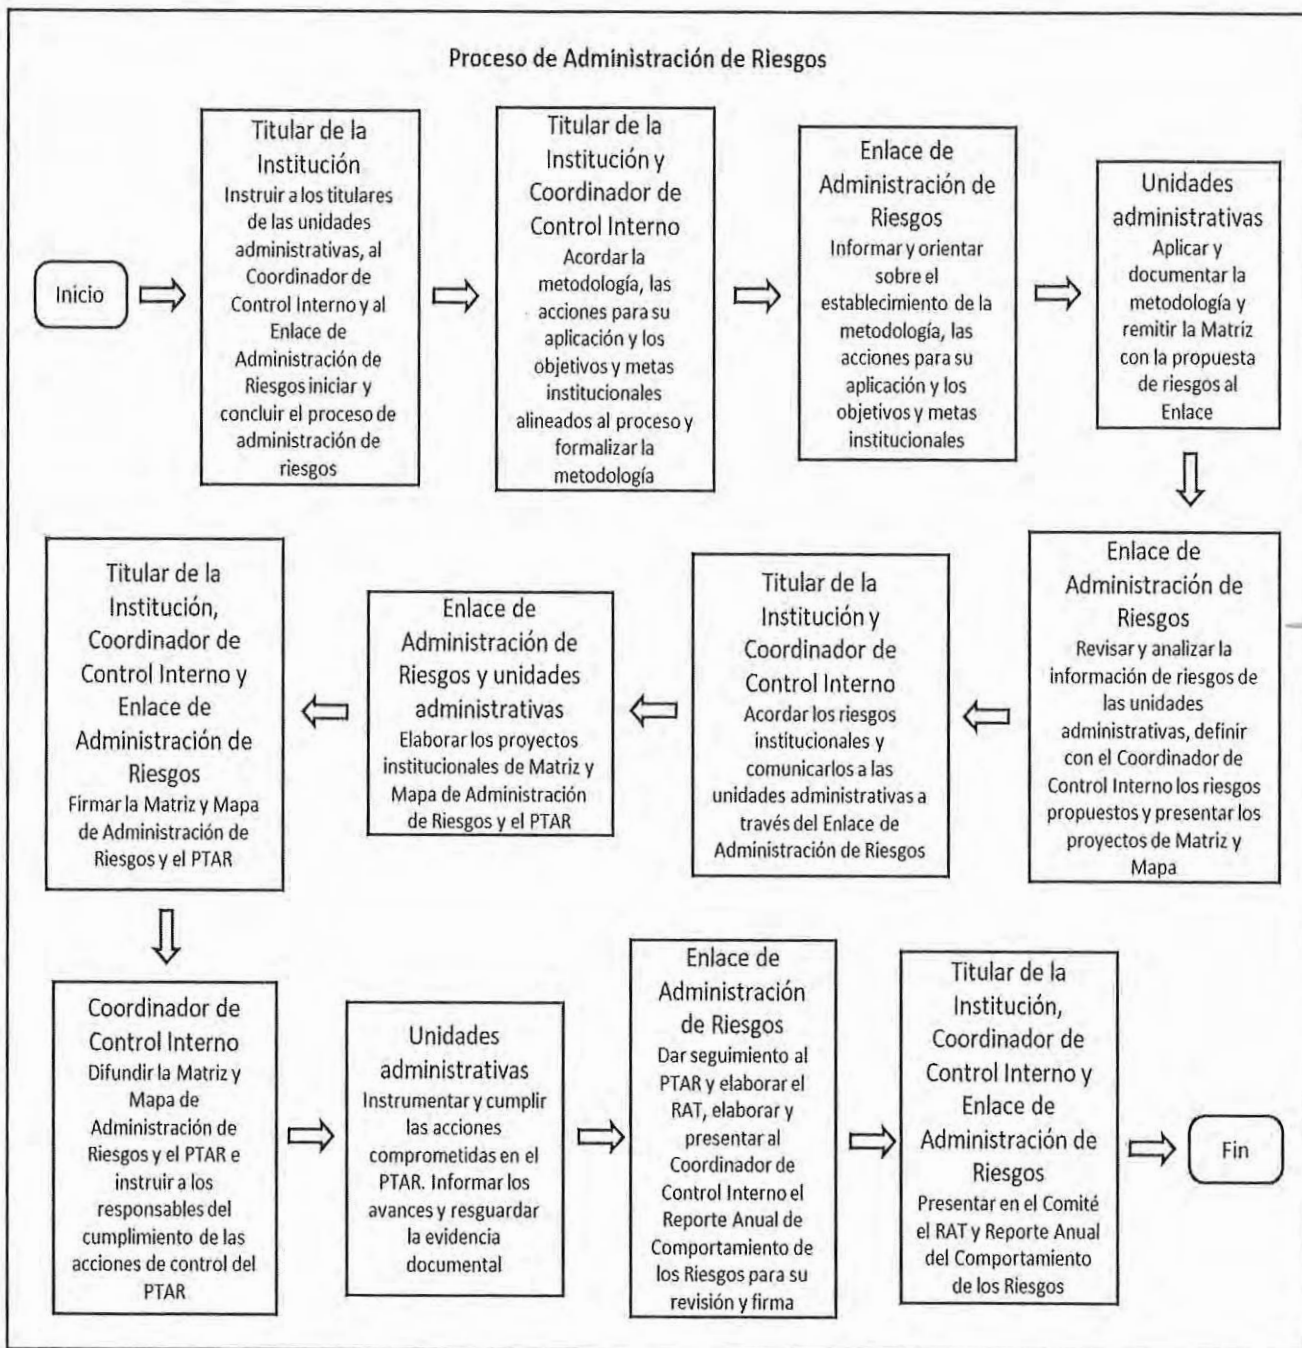 Proceso de Administración de Riesgos
Inicio
Titular de la
Institución
Instruir a los titulares
de las unidades
administrativas, al
Coordinador de
Control Interno y al
Enlace de
Administración de
Riesgos iniciar y
concluir el proceso de
administración de
riesgos
Titular de la
Institución y
Coordinador de
Control Interno
Acordar la
metodología, las
acciones para su
aplicación y los
objetivos y metas
institucionales
alineados al proceso y
formalizar la
metodología
Enlace de
Administración de
Riesgos
Informar y orientar
sobre el
establecimiento de la
metodología, las
acciones para su
aplicación y los
objetivos y metas
institucionales
Unidades
administrativas
Aplicar y
documentar la
metodología y
remitir la Matriz
con la propuesta
de riesgos al
Enlace
Enlace de
Administración de
Riesgos
Revisar y analizar la
información de riesgos de
las unidades
administrativas, definir
con el Coordinador de
Control Interno los riesgos
propuestos y presentar los
proyectos de Matriz y
Mapa
Titular de la
Institución y
Coordinador de
Control Interno
Acordar los riesgos
institucionales y
comunicarlos a las
unidades administrativas a
través del Enlace de
Administración de Riesgos
Enlace de
Administración de
Riesgos y unidades
administrativas
Elaborar los proyectos
institucionales de Matriz y
Mapa de Administración
de Riesgos y el PTAR
Titular de la
Institución,
Coordinador de
Control Interno y
Enlace de
Administración de
Riesgos
Firmar la Matriz y Mapa
de Administración de
Riesgos y el PTAR
Coordinador de
Control Interno
Difundir la Matriz y
Mapa de
Administración de
Riesgos y el PTAR e
instruir a los
responsables del
cumplimiento de las
acciones de control del
PTAR
Unidades
administrativas
Instrumentar y cumplir
las acciones
comprometidas en el
PTAR. Informar los
avances y resguardar
la evidencia
documental
Enlace de
Administración
de Riesgos
Dar seguimiento al
PTAR y elaborar el
RAT, elaborar y
presentar al
Coordinador de
Control Interno el
Reporte Anual de
Comportamiento de
los Riesgos para su
revisión y firma
Titular de la
Institución,
Coordinador de
Control Interno y
Enlace de
Administración de
Riesgos
Presentar en el Comité
el RAT y Reporte Anual
del Comportamiento
de los Riesgos
Fin